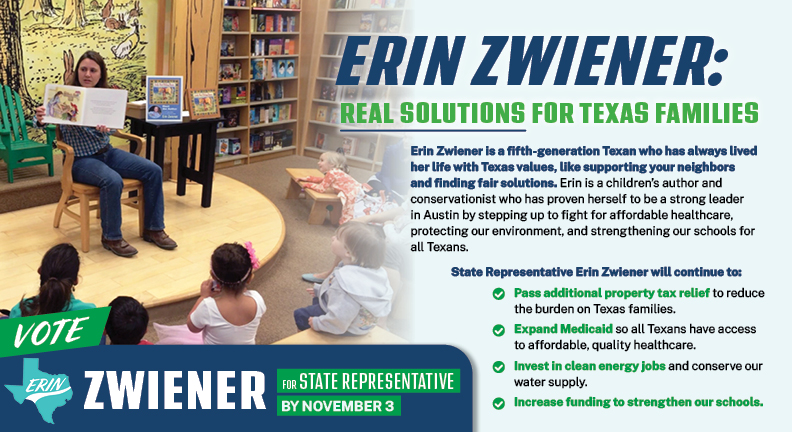 ERIN ZWIENER:
REAL SOLUTIONS FOR TEXAS FAMILIES
Erin Zwiener is a fifth-generation Texan who has always lived
her life with Texas values, like supporting your neighbors
and finding fair solutions. Erin is a children's author and
conservationist who has proven herself to be a strong leader
in Austin by stepping up to fight for affordable healthcare,
protecting our environment, and strengthening our schools for
all Texans.
State Representative Erin Zwiener will continue to:
Pass additional property tax relief to reduce
the burden on Texas families.
Expand Medicaid so all Texans have access
to affordable, quality healthcare.
Invest in clean energy jobs and conserve our
water supply.
Increase funding to strengthen our schools.
VOTE
ERIN
ZWIENER
FOR STATE REPRESENTATIVE
BY NOVEMBER 3